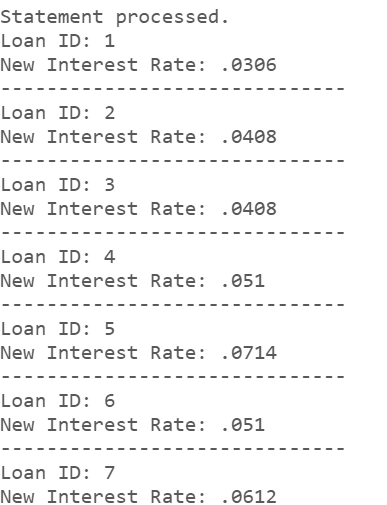 Statement processed.
Loan ID: 1
New Interest Rate: .0306
------------------------------
Loan ID: 2
New Interest Rate: .0408
------------------------------
Loan ID: 3
New Interest Rate: .0408
------------------------------
Loan ID: 4
New Interest Rate: .051
------------------------------
Loan ID: 5
New Interest Rate: .0714
------------------------------
Loan ID: 6
New Interest Rate: .051
------------------------------
Loan ID: 7
New Interest Rate: .0612